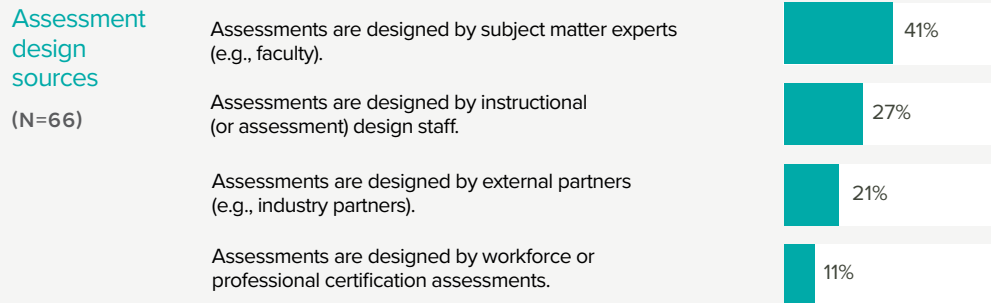 Assessment
design
sources
(N=66)
Assessments are designed by subject matter experts
(e.g., faculty).
41%
Assessments are designed by instructional
(or assessment) design staff.
27%
Assessments are designed by external partners
(e.g., industry partners).
21%
Assessments are designed by workforce or
professional certification assessments.
11%